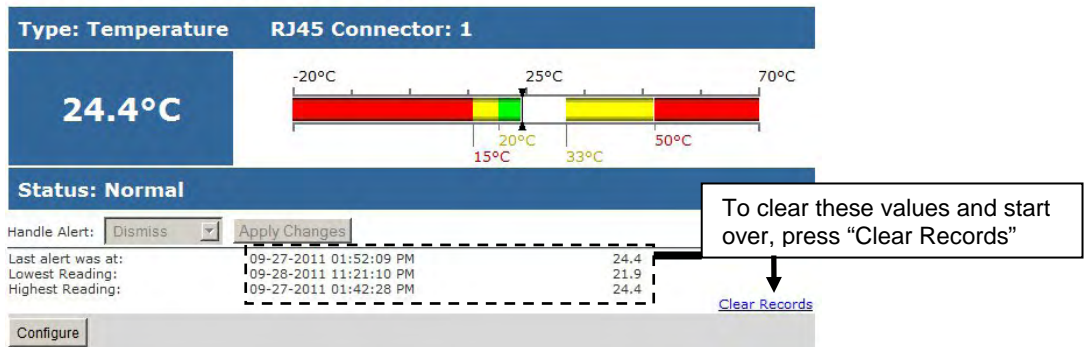 Type: Temperature RJ45 Connector: 1
24.4°C
-20°C 25°C 70°C
20°C 50°C
15°C 33°C
Status: Normal
To clear these values and start
over, press “Clear Records”
Handle Alert: Dismiss Apply Changes
Last alert was at: 09-27-2011 01:52:09 PM 24.4
Lowest Reading: 09-28-2011 11:21:10 PM 21.9
Highest Reading: 09-27-2011 01:42:28 PM 24.4
Clear Records
Configure